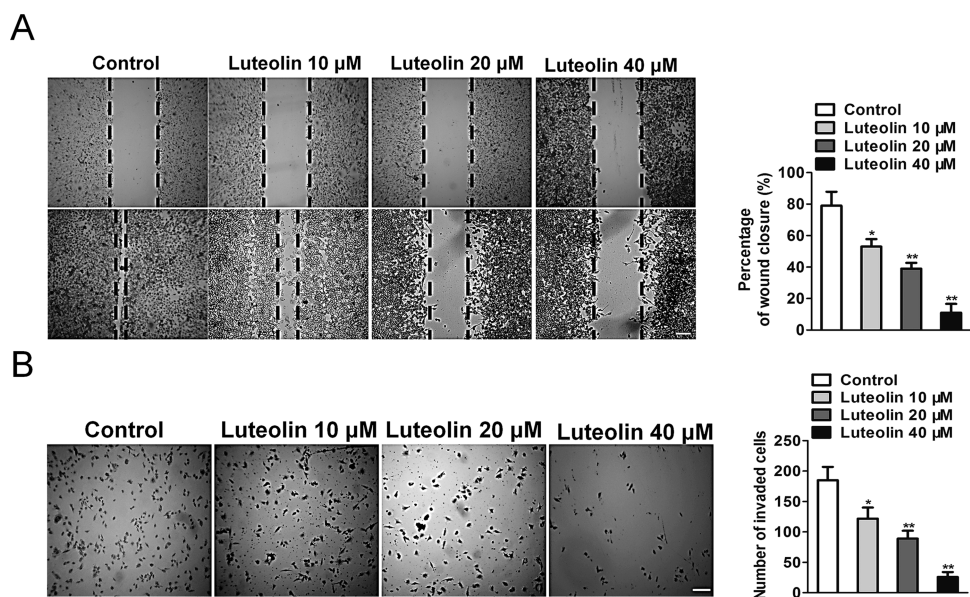 A
Control
Luteolin 10 μM
Luteolin 20 μM
Luteolin 40 μM
Control
Luteolin 10 μM
Luteolin 20 μM
Luteolin 40 μM
Percentage
of wound closure (%)
100
80
60
40
20
0
*
**
**
B
Control
Luteolin 10 μM
Luteolin 20 μM
Luteolin 40 μM
Control
Luteolin 10 μM
Luteolin 20 μM
Luteolin 40 μM
Number of invaded cells
250
200
150
100
50
0
*
**
**